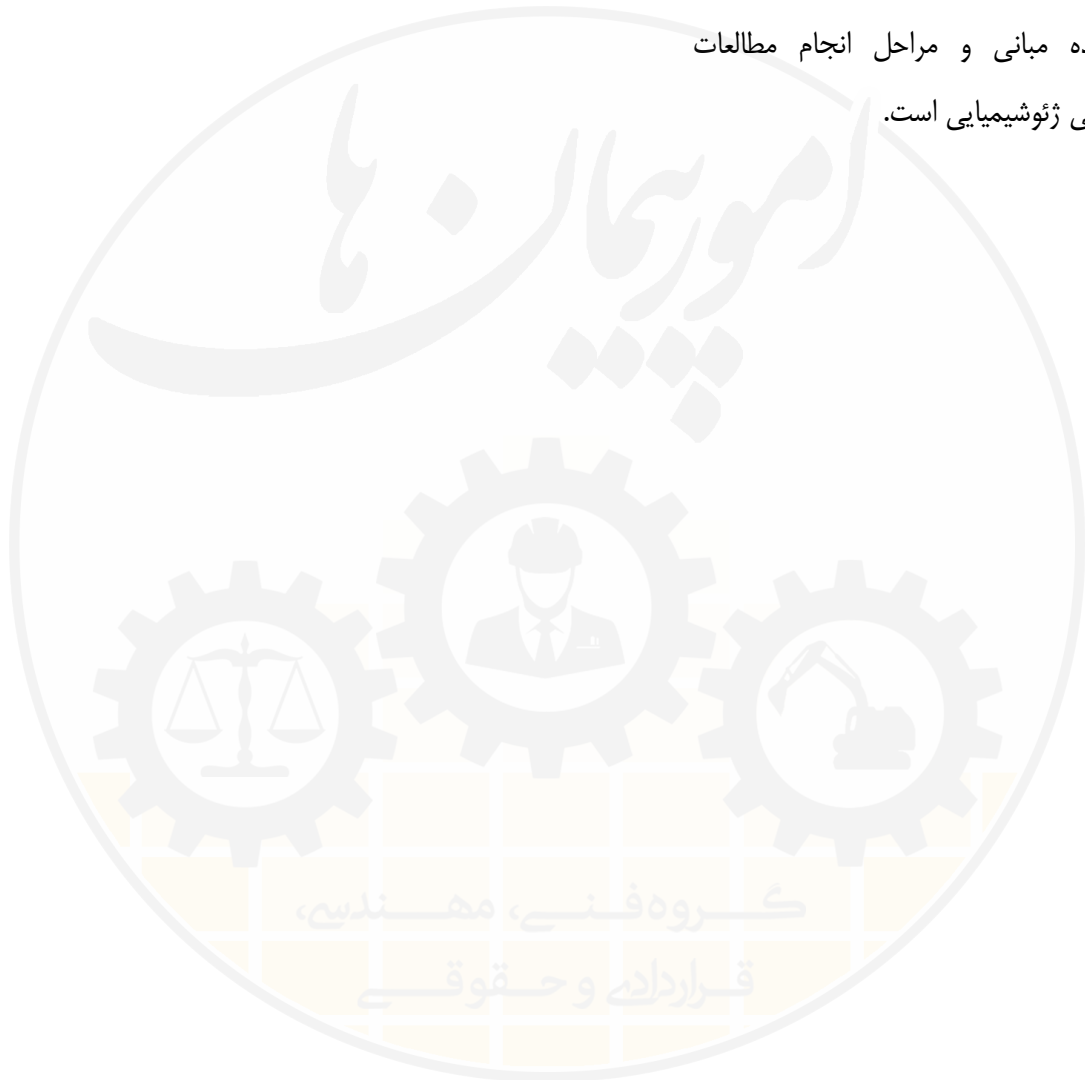 مبانی و مراحل انجام مطالعات
ژئوشیمیایی است.
امور پیمان ها
گروه فنی، مهندسی،
قراردادی و حقوقی